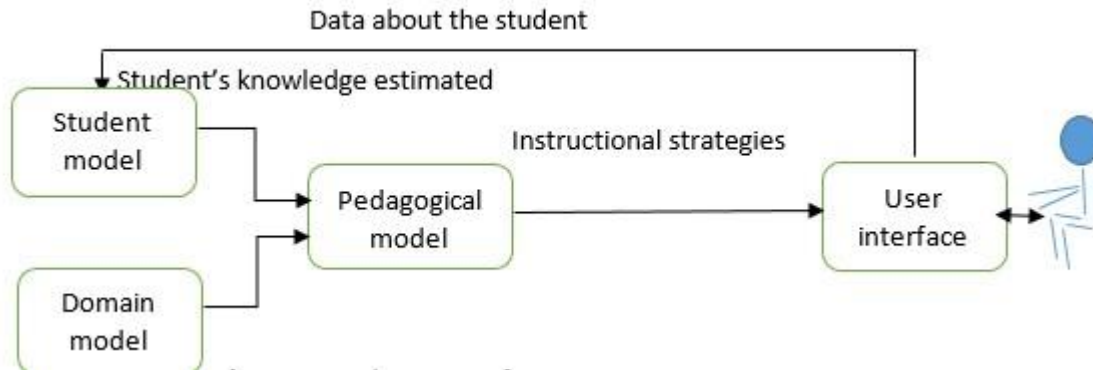 Data about the student
Student's knowledge estimated
Student
model
Instructional strategies
Pedagogical
model
User
interface
Domain
model